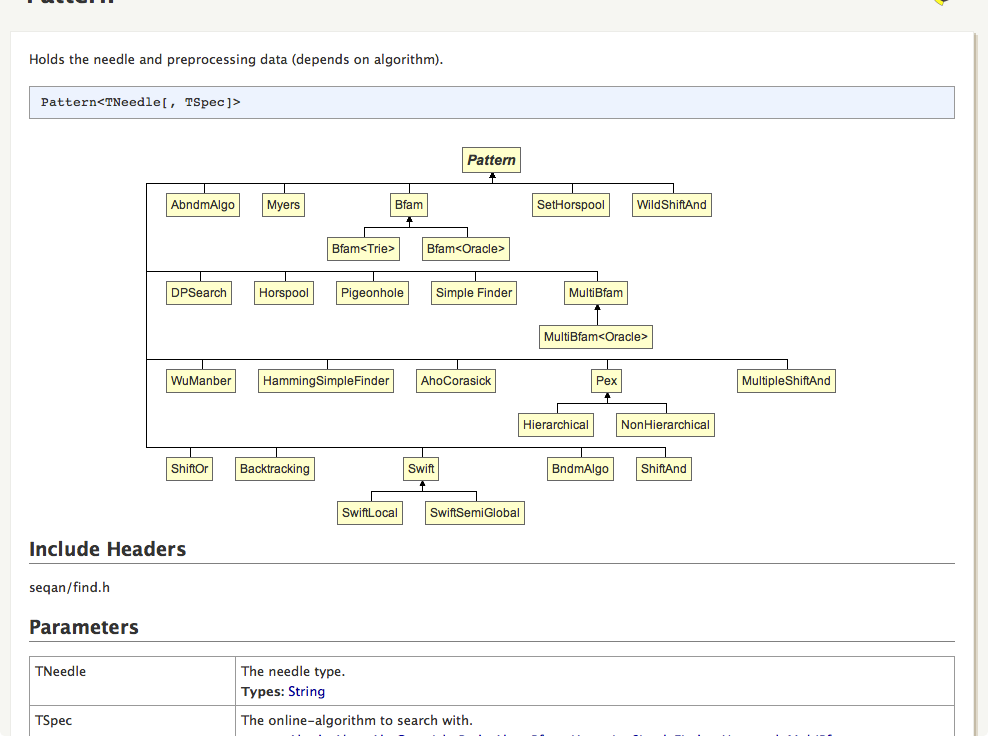 Pattern
Holds the needle and preprocessing data (depends on algorithm).
Pattern<TNeedle[, TSpec]>
Pattern
AbndmAlgo Myers Bfam SetHorspool WildShiftAnd
Bfam<Trie> Bfam<Oracle>
DPSearch Horspool Pigeonhole Simple Finder MultiBfam
MultiBfam<Oracle>
WuManber HammingSimpleFinder AhoCorasick Pex MultipleShiftAnd
Hierarchical NonHierarchical
ShiftOr Backtracking Swift BndmAlgo ShiftAnd
SwiftLocal SwiftSemiGlobal
Include Headers
seqan/find.h
Parameters
TNeedle The needle type.
Types: String
TSpec The online-algorithm to search with.